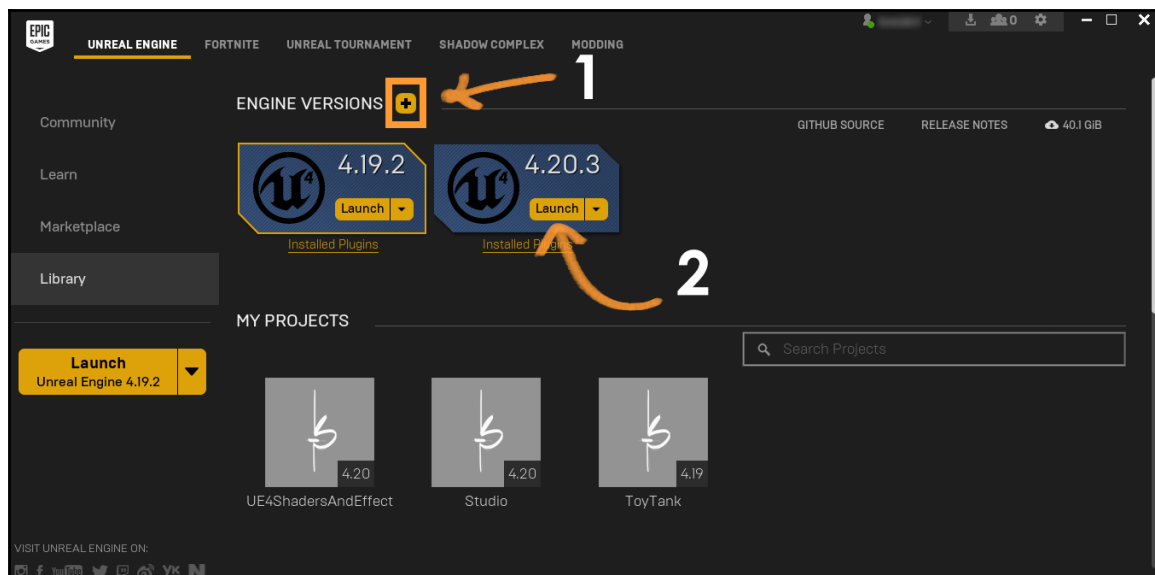 EPIC
GAMES
UNREAL ENGINE
FORTNITE
UNREAL TOURNAMENT
SHADOW COMPLEX
MODDING
0
1
ENGINE VERSIONS
GITHUB SOURCE
RELEASE NOTES
40.1 GiB
Community
Learn
Marketplace
Library
4.19.2
Launch
Installed Plugins
4.20.3
Launch
Installed Plugins
2
MY PROJECTS
Search Projects
Launch
Unreal Engine 4.19.2
4.20
UE4ShadersAndEffect
4.20
Studio
4.19
ToyTank
VISIT UNREAL ENGINE ON:
YouTube